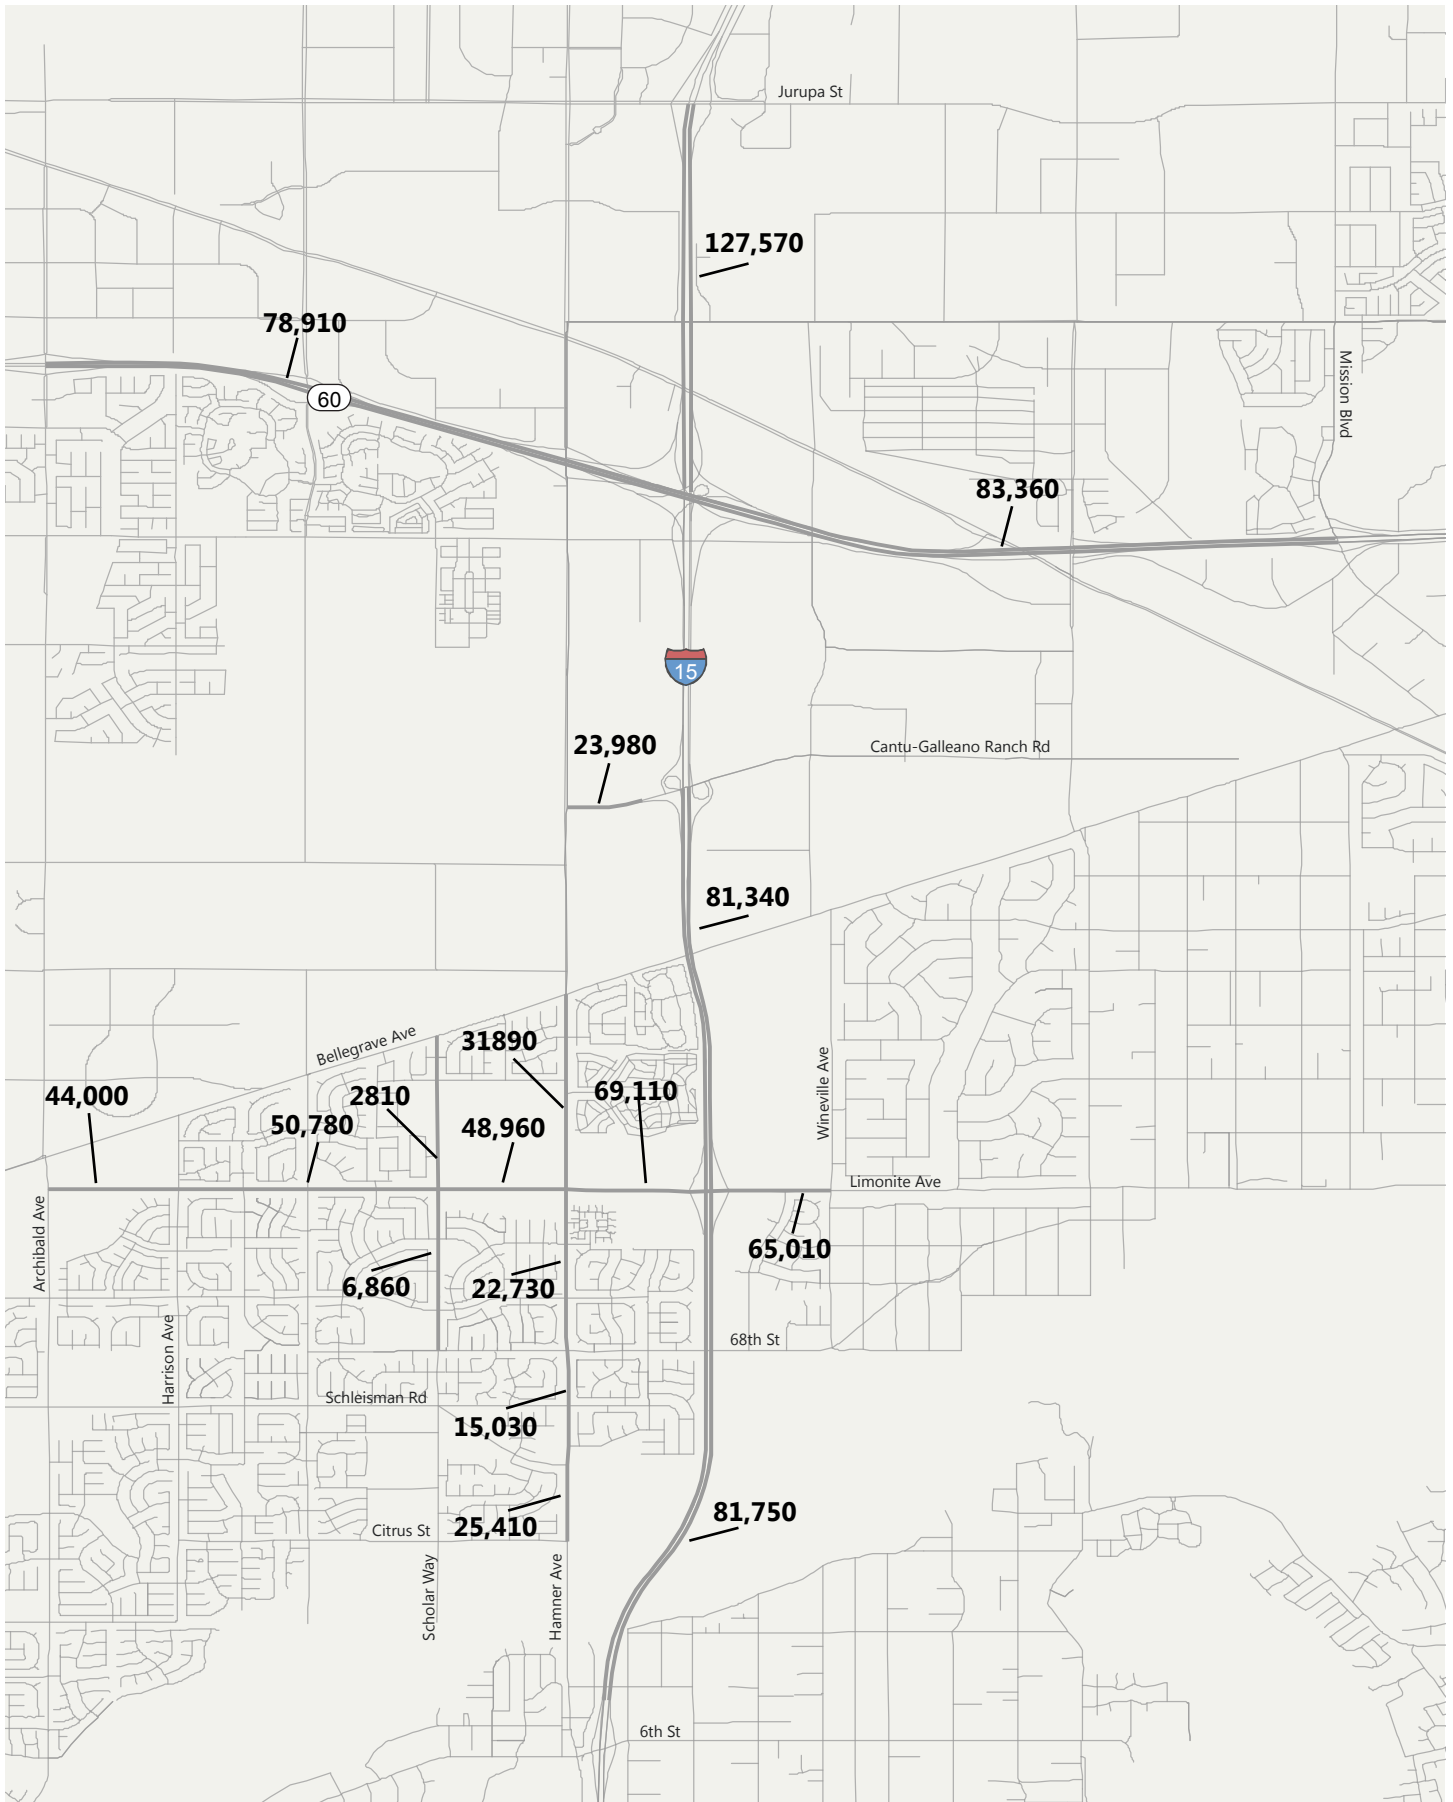 Jurupa St
127,570
78,910
60
Mission Blvd
83,360
15
23,980
Cantu-Galleano Ranch Rd
81,340
Bellegrave Ave
31890
44,000
2810
69,110
50,780
48,960
Wineville Ave
Limonite Ave
Archibald Ave
65,010
6,860
22,730
Harrison Ave
68th St
Schleisman Rd
15,030
81,750
Citrus St
25,410
Scholar Way
Hamner Ave
6th St